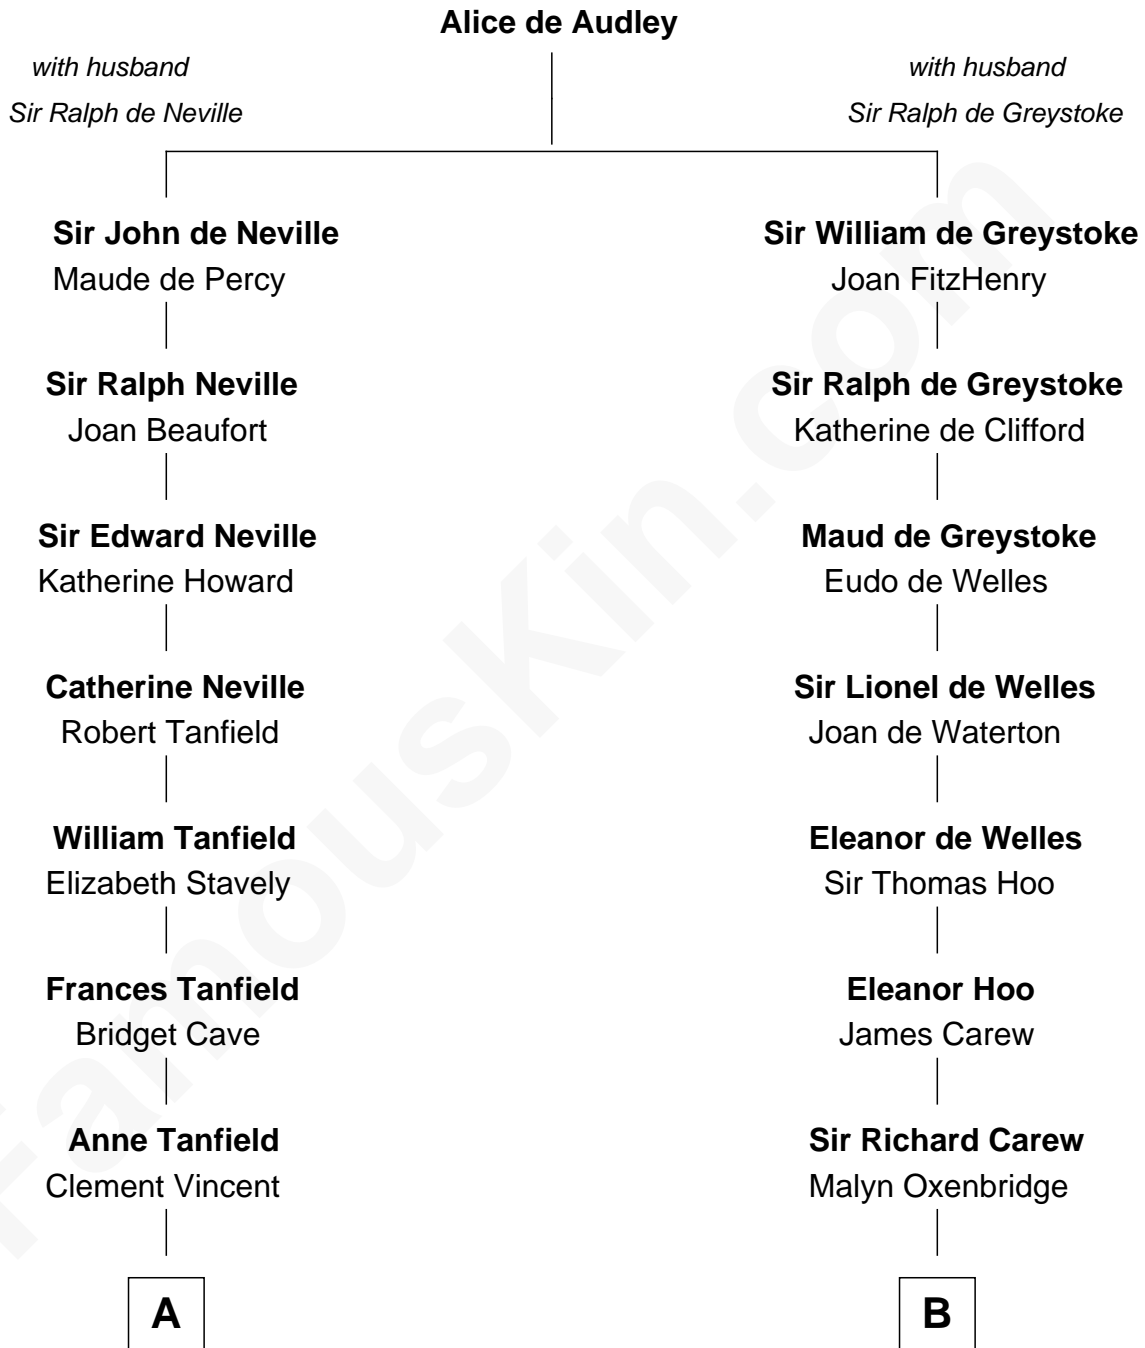 Alice de Audley
with husband
Sir Ralph de Neville
with husband
Sir Ralph de Greystoke
Sir John de Neville
Maude de Percy
Sir William de Greystoke
Joan FitzHenry
Sir Ralph Neville
Joan Beaufort
Sir Ralph de Greystoke
Katherine de Clifford
Sir Edward Neville
Katherine Howard
Maud de Greystoke
Eudo de Welles
Catherine Neville
Robert Tanfield
Sir Lionel de Welles
Joan de Waterton
William Tanfield
Elizabeth Stavely
Eleanor de Welles
Sir Thomas Hoo
Frances Tanfield
Bridget Cave
Eleanor Hoo
James Carew
Anne Tanfield
Clement Vincent
Sir Richard Carew
Malyn Oxenbridge
A
B
FamousKin.com